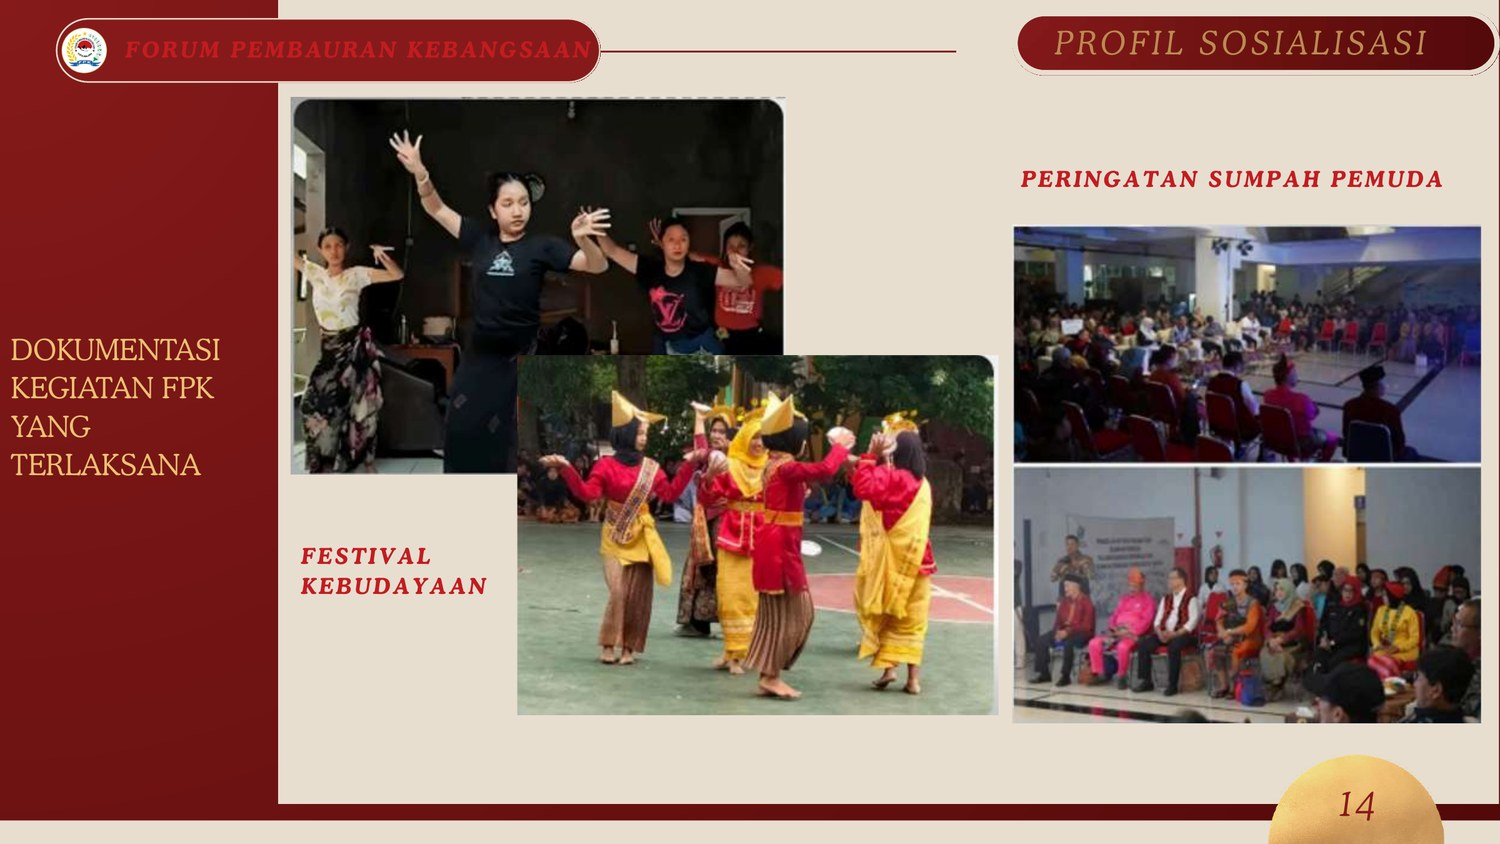 FORUM PEMBAURAN KEBANGSAAN
PROFIL SOSIALISASI
PERINGATAN SUMPAH PEMUDA
DOKUMENTASI
KEGIATAN FPK
YANG
TERLAKSANA
FESTIVAL
KEBUDAYAAN
14